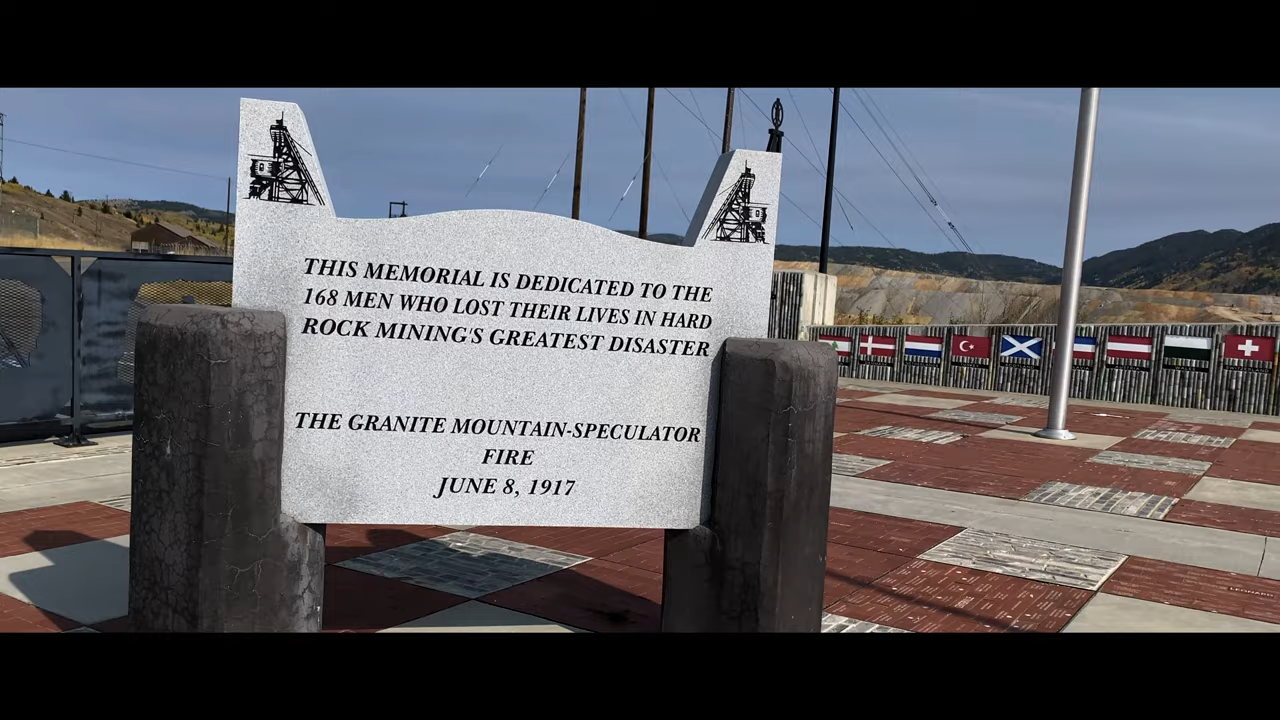 THIS MEMORIAL IS DEDICATED TO THE
168 MEN WHO LOST THEIR LIVES IN HARD
ROCK MINING'S GREATEST DISASTER
THE GRANITE MOUNTAIN-SPECULATOR
FIRE
JUNE 8, 1917